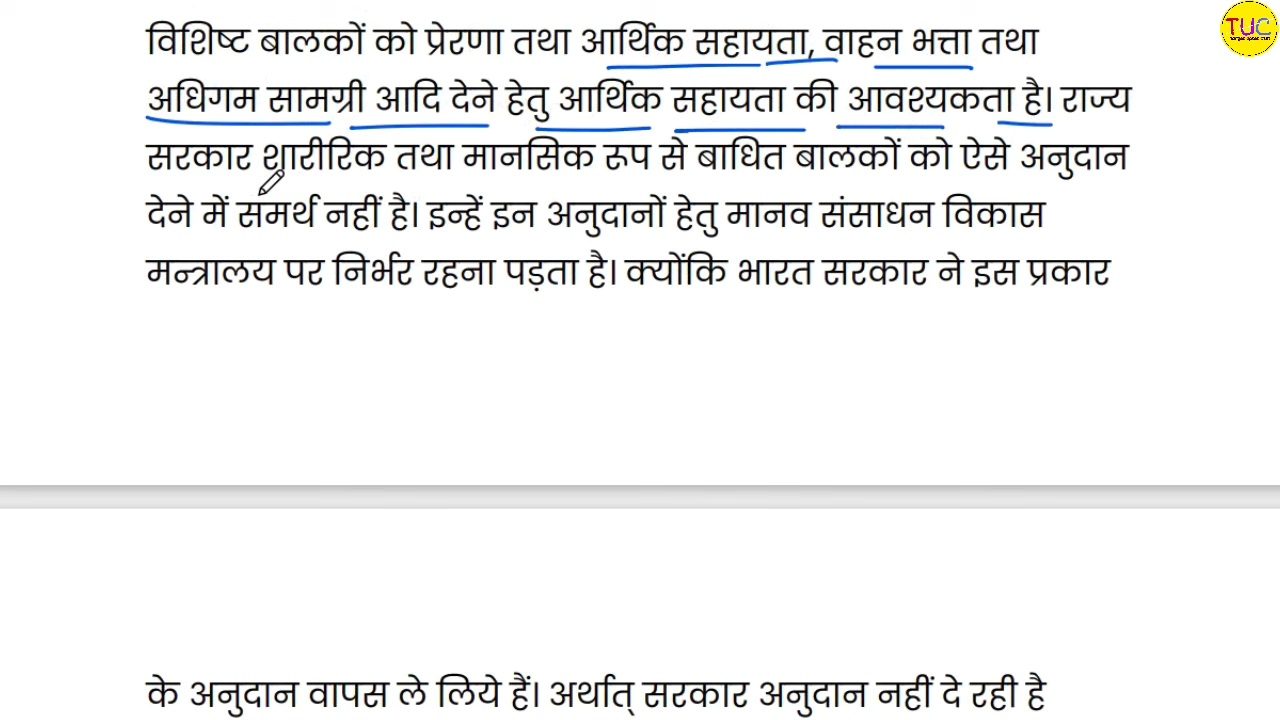 विशिष्ट बालकों को प्रेरणा तथा आर्थिक सहायता, वाहन भत्ता तथा
अधिगम सामग्री आदि देने हेतु आर्थिक सहायता की आवश्यकता है। राज्य
सरकार शारीरिक तथा मानसिक रूप से बाधित बालकों को ऐसे अनुदान
देने में समर्थ नहीं है। इन्हें इन अनुदानों हेतु मानव संसाधन विकास
मन्त्रालय पर निर्भर रहना पड़ता है। क्योंकि भारत सरकार ने इस प्रकार
के अनुदान वापस ले लिये हैं। अर्थात् सरकार अनुदान नहीं दे रही है
TUC